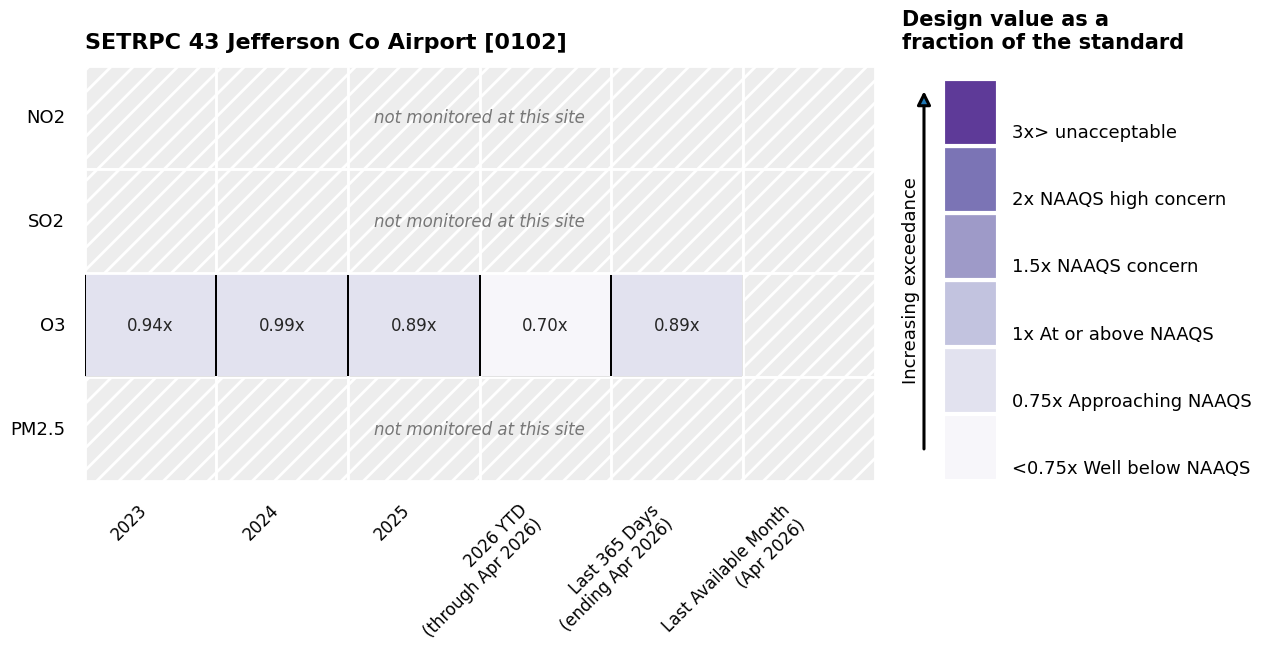 SETRPC 43 Jefferson Co Airport [0102]
NO2
not monitored at this site
SO2
not monitored at this site
O3
0.94x
0.99x
0.89x
0.70x
0.89x
PM2.5
not monitored at this site
2023
2024
2025
2026 YTD
(through Apr 2026)
Last 365 Days
(ending Apr 2026)
Last Available Month
(Apr 2026)
Design value as a
fraction of the standard
Increasing exceedance
3x> unacceptable
2x NAAQS high concern
1.5x NAAQS concern
1x At or above NAAQS
0.75x Approaching NAAQS
<0.75x Well below NAAQS